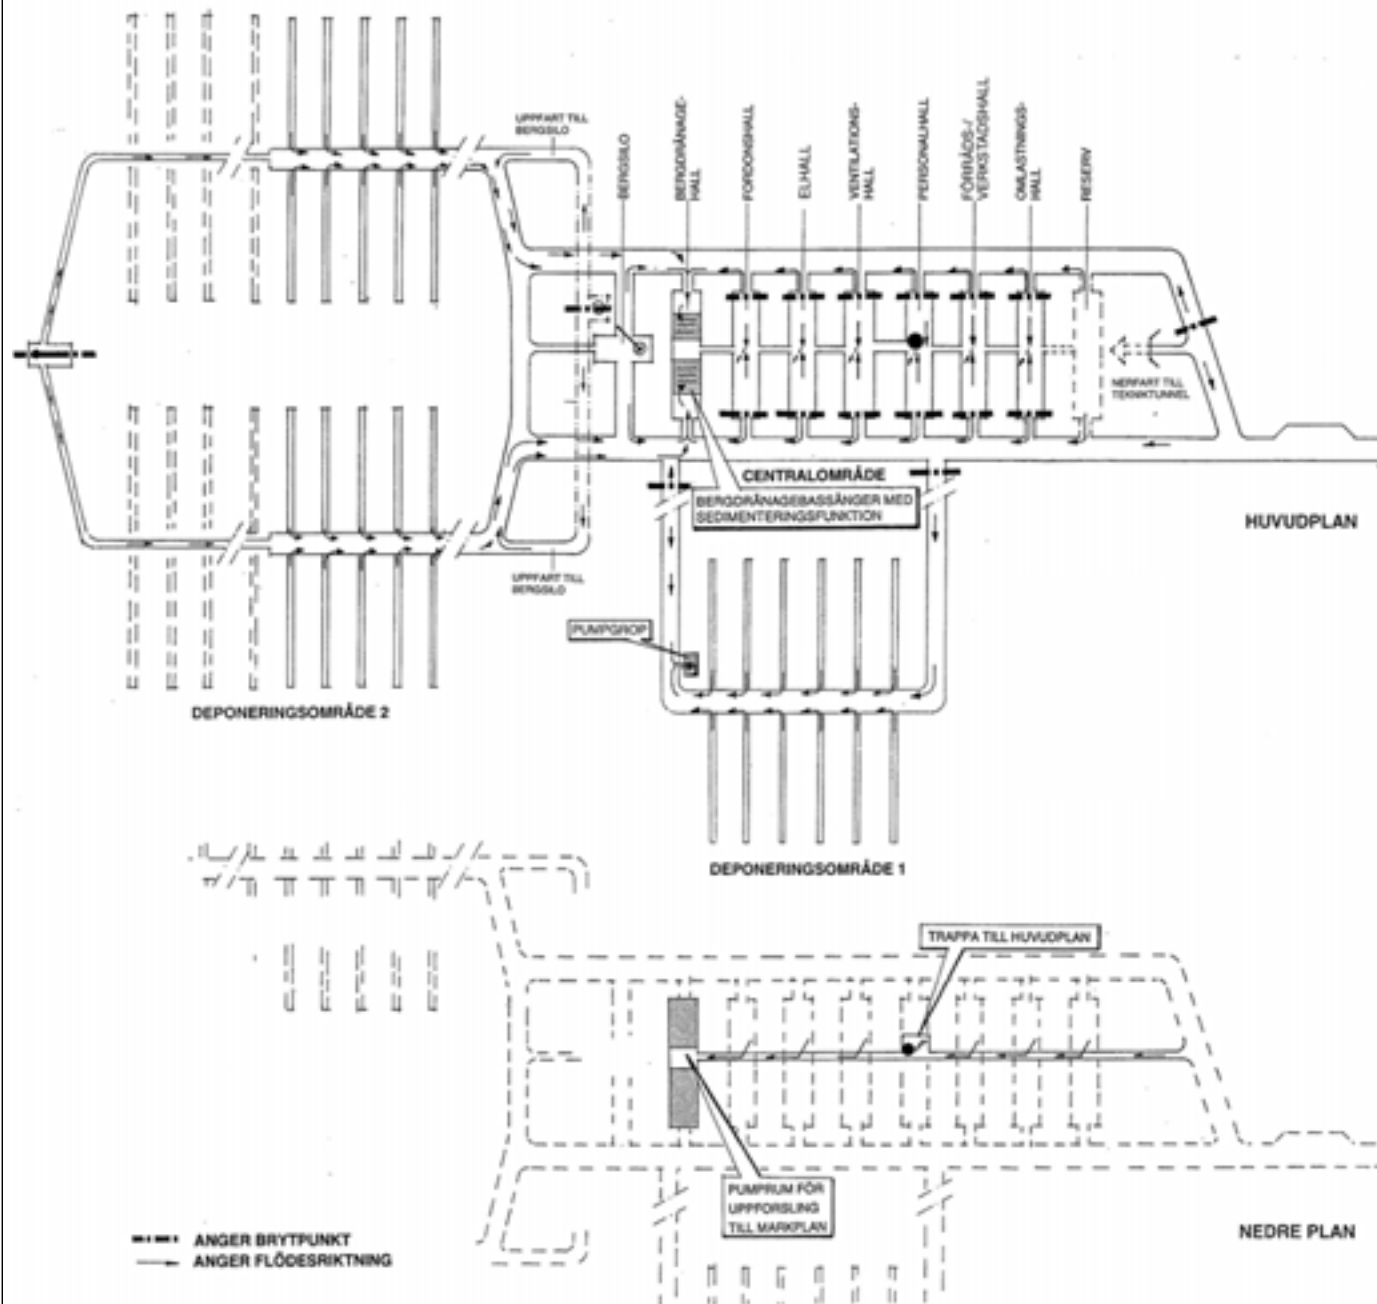 UPPFART TILL
BERGSILO
BERGSILO
BERGDRÄNAGE-
HALL
FORDONSHALL
ELHALL
VENTILATIONS-
HALL
PERSONALHALL
FÖRRÅDS-/
VERKSTADSHALL
OMLASTNINGS-
HALL
RESERV
NERFART TILL
TEKNIKTUNNEL
CENTRALOMRÅDE
BERGDRÄNAGEBASSÄNGER MED
SEDIMENTERINGSFUNKTION
HUVUDPLAN
UPPFART TILL
BERGSILO
PUMPGROP
DEPONERINGSOMRÅDE 2
DEPONERINGSOMRÅDE 1
TRAPPA TILL HUVUDPLAN
PUMPRUM FÖR
UPPFORSLING
TILL MARKPLAN
NEDRE PLAN
ANGER BRYTPUNKT
ANGER FLÖDESRIKTNING